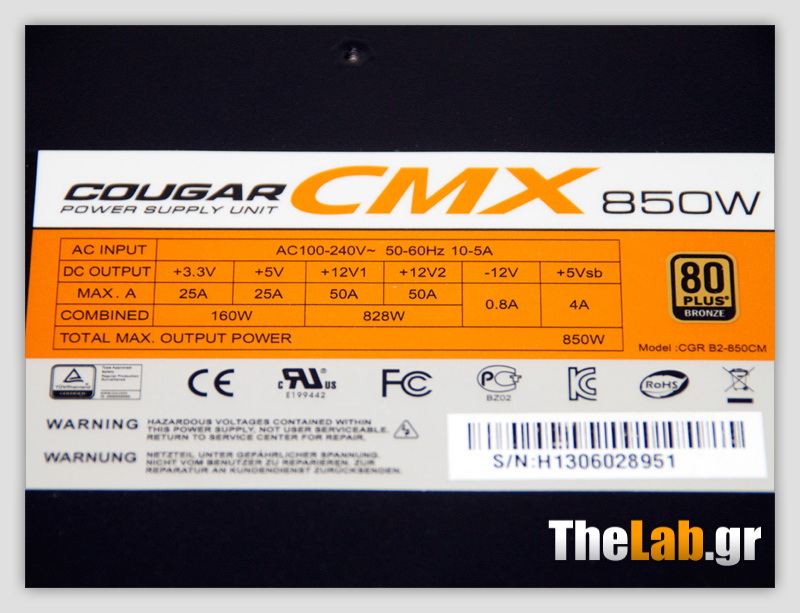 COUGAR CMX 850W
POWER SUPPLY UNIT
AC INPUT AC100-240V~ 50-60Hz 10-5A
DC OUTPUT +3.3V +5V +12V1 +12V2 -12V +5Vsb
MAX. A 25A 25A 50A 50A 0.8A 4A
COMBINED 160W 828W
TOTAL MAX. OUTPUT POWER 850W
80
PLUS
BRONZE
Model :CGR B2-850CM
TÜVRheinland
CE
c RU us
E199442
FC
PC
BZ02
RoHS
WARNING HAZARDOUS VOLTAGES CONTAINED WITHIN
THIS POWER SUPPLY, NOT USER SERVICEABLE.
RETURN TO SERVICE CENTER FOR REPAIR.
WARNUNG NETZTEIL UNTER GEFÄHRLICHER SPANNUNG.
NICHT VOM BENUTZER ZU REPARIEREN. ZUR
REPARATUR AN KUNDENDIENST ZURÜCKSENDEN.
S/N:H1306028951
TheLab.gr